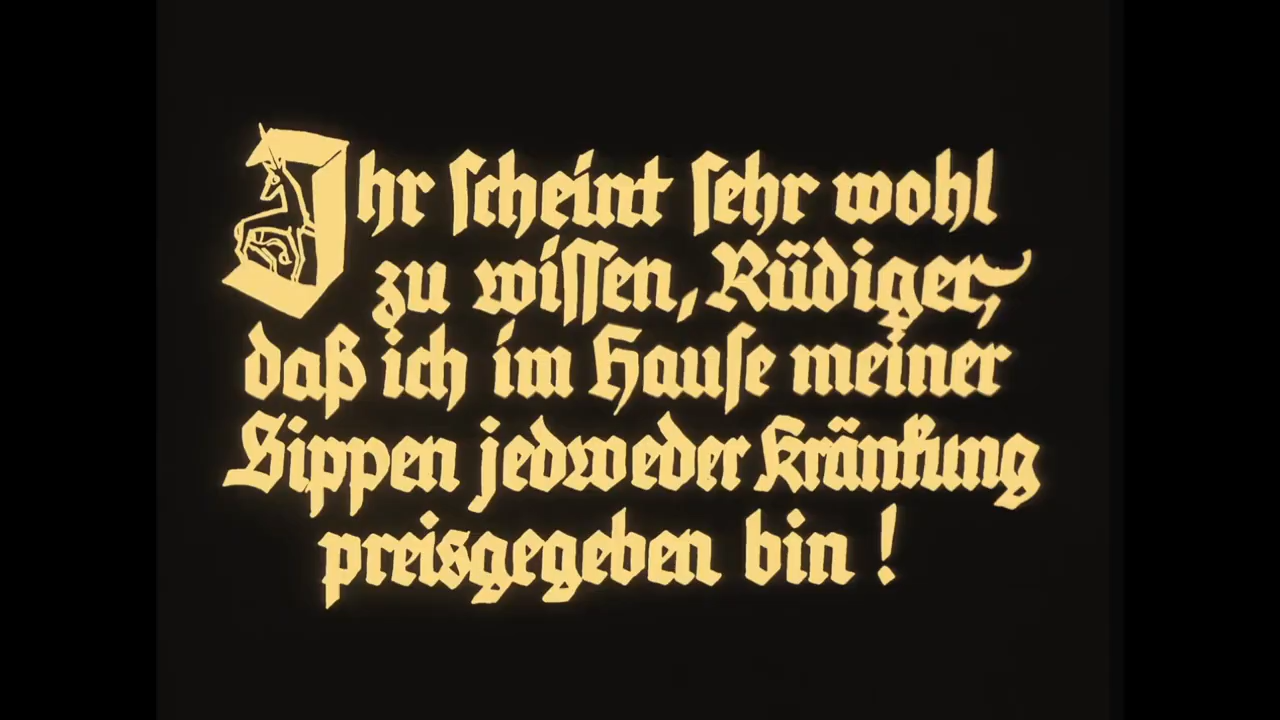 Ihr scheint sehr wohl
zu wissen, Rüdiger,
daß ich im Hause meiner
Sippen jedweder Kränkung
preisgegeben bin!